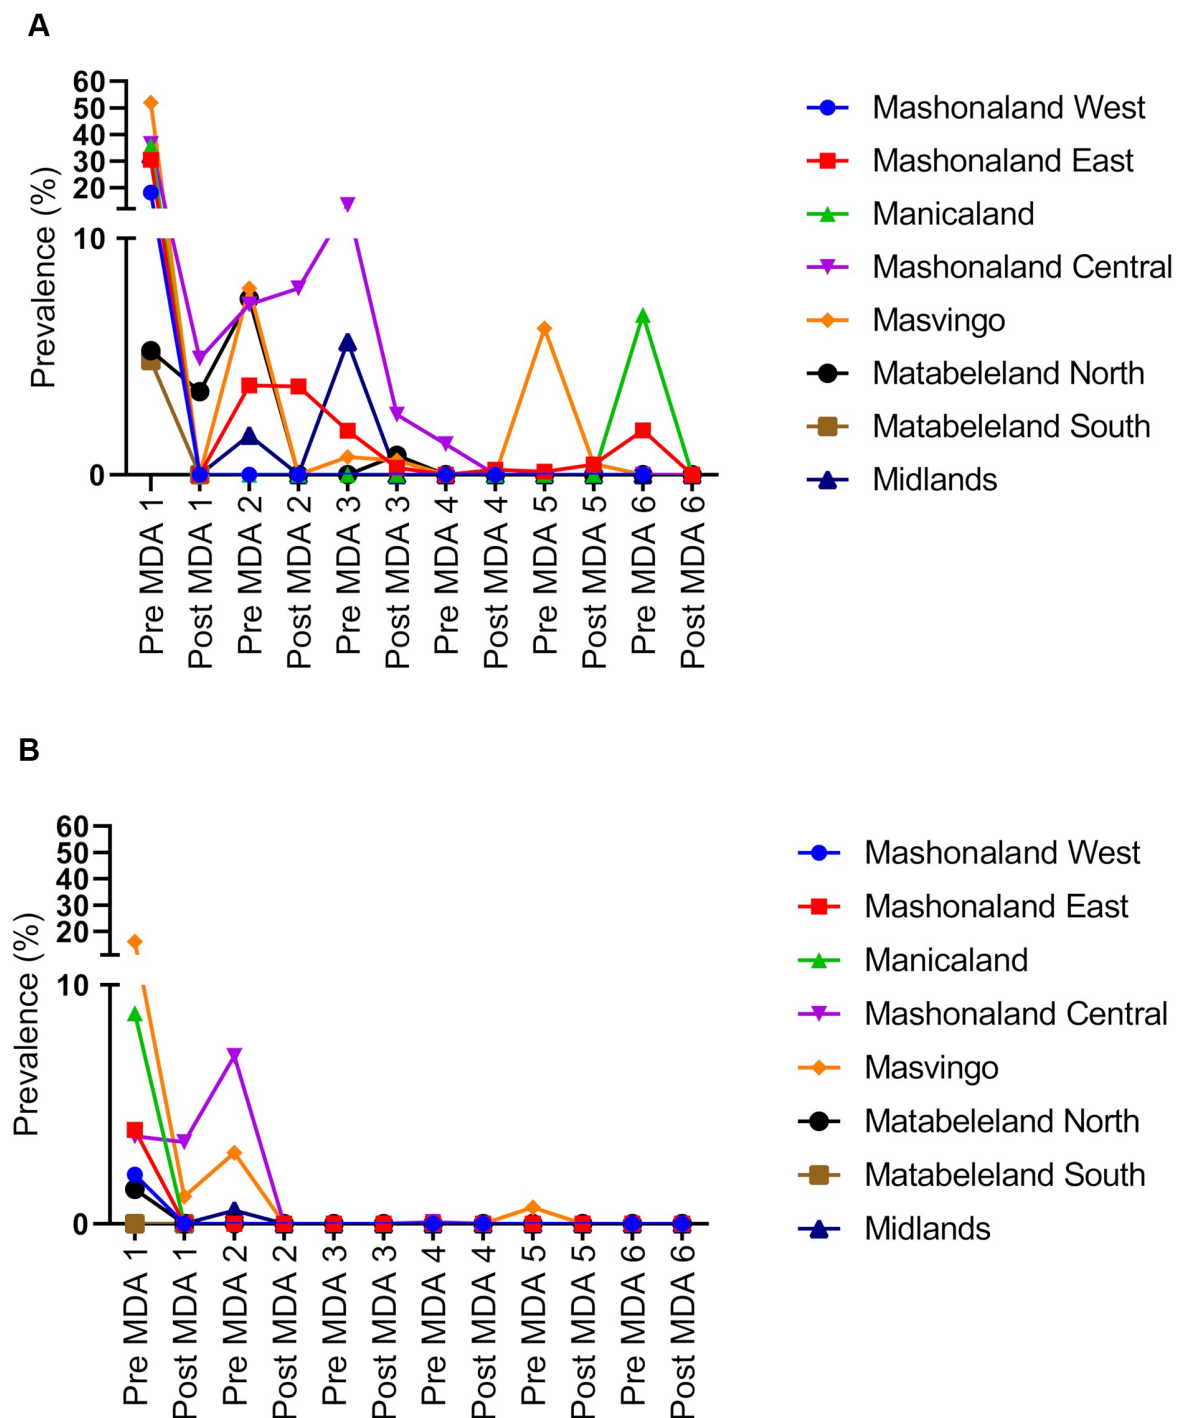 A
60
50
40
30
20
10
0
Prevalence (%)
Pre MDA 1
Post MDA 1
Pre MDA 2
Post MDA 2
Pre MDA 3
Post MDA 3
Pre MDA 4
Post MDA 4
Pre MDA 5
Post MDA 5
Pre MDA 6
Post MDA 6
Mashonaland West
Mashonaland East
Manicaland
Mashonaland Central
Masvingo
Matabeleland North
Matabeleland South
Midlands
B
60
50
40
30
20
10
0
Prevalence (%)
Pre MDA 1
Post MDA 1
Pre MDA 2
Post MDA 2
Pre MDA 3
Post MDA 3
Pre MDA 4
Post MDA 4
Pre MDA 5
Post MDA 5
Pre MDA 6
Post MDA 6
Mashonaland West
Mashonaland East
Manicaland
Mashonaland Central
Masvingo
Matabeleland North
Matabeleland South
Midlands